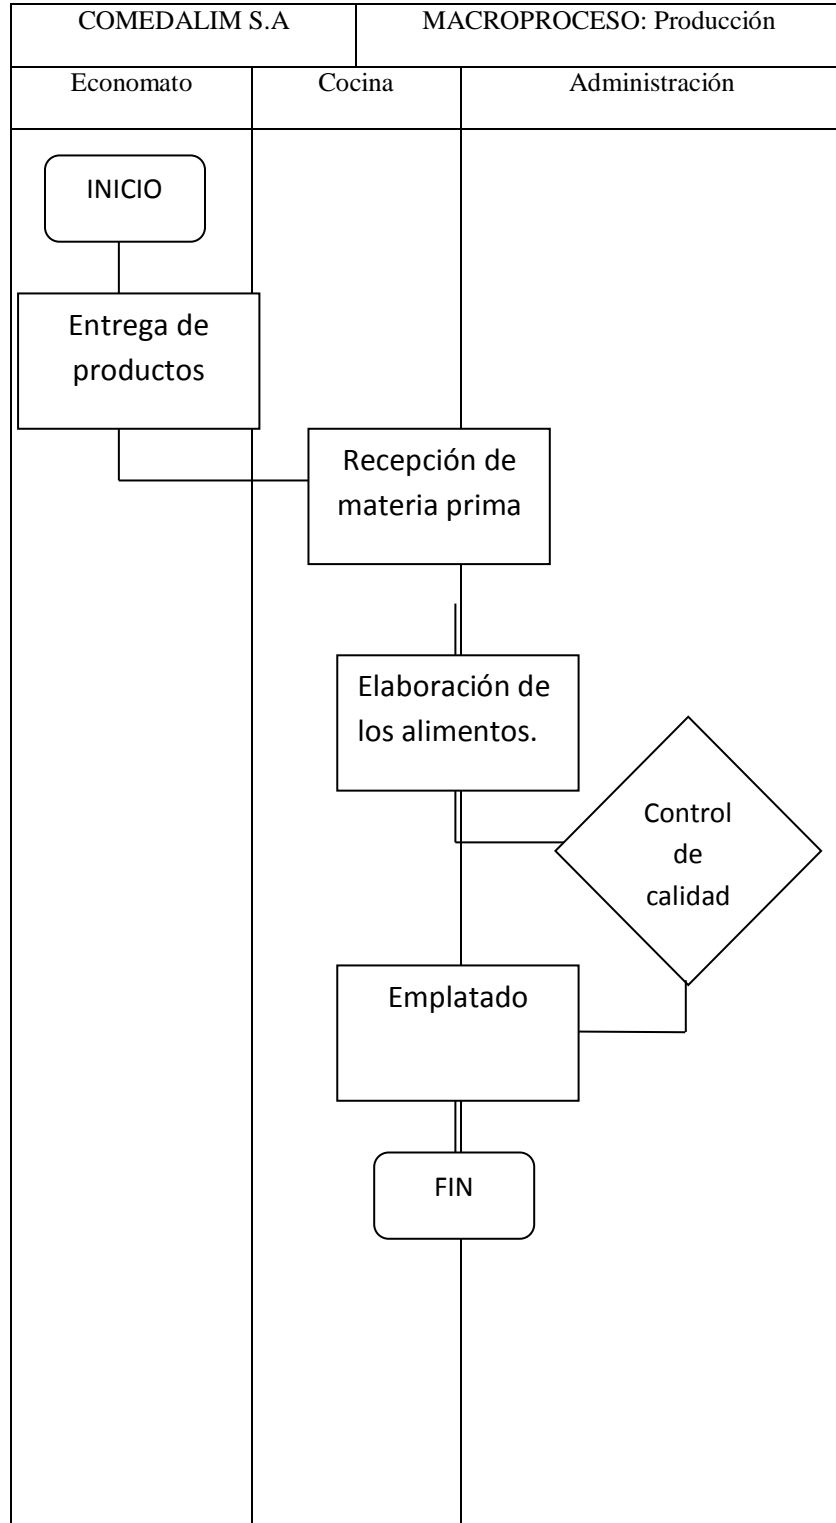 COMEDALIM S.A
MACROPROCESO: Producción
Economato
Cocina
Administración
INICIO
Entrega de
productos
Recepción de
materia prima
Elaboración de
los alimentos.
Control
de
calidad
Emplatado
FIN